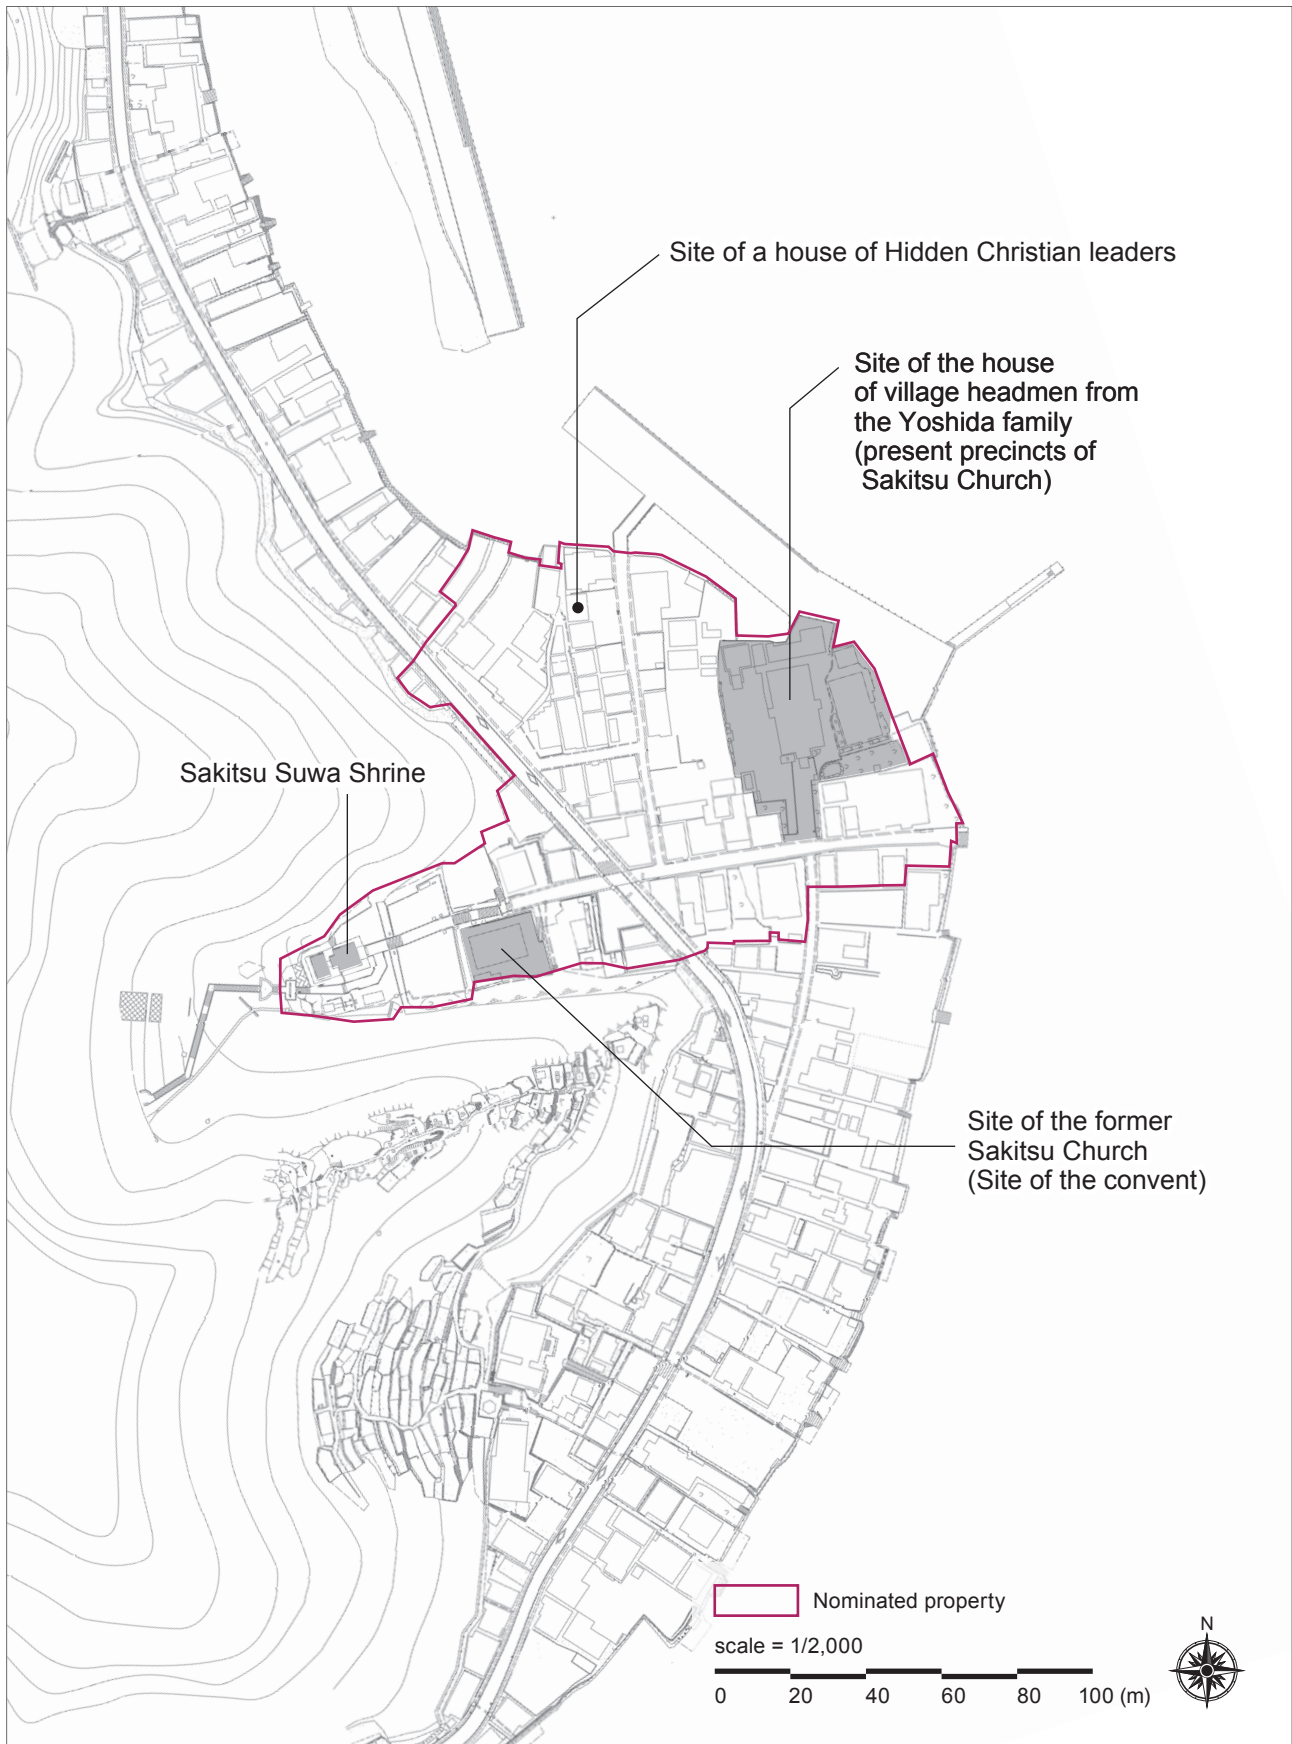 Site of a house of Hidden Christian leaders
Site of the house
of village headmen from
the Yoshida family
(present precincts of
Sakitsu Church)
Sakitsu Suwa Shrine
Site of the former
Sakitsu Church
(Site of the convent)
Nominated property
scale = 1/2,000
0 20 40 60 80 100 (m)
N